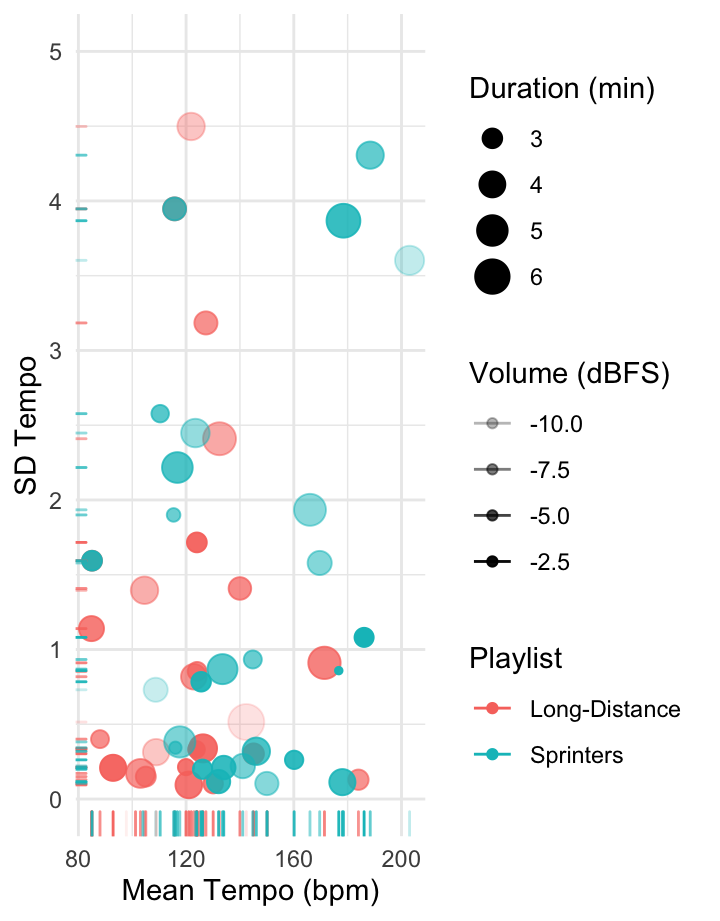 5
4
3
2
1
0
SD Tempo
80 120 160 200
Mean Tempo (bpm)
Duration (min)
3
4
5
6
Volume (dBFS)
-10.0
-7.5
-5.0
-2.5
Playlist
Long-Distance
Sprinters